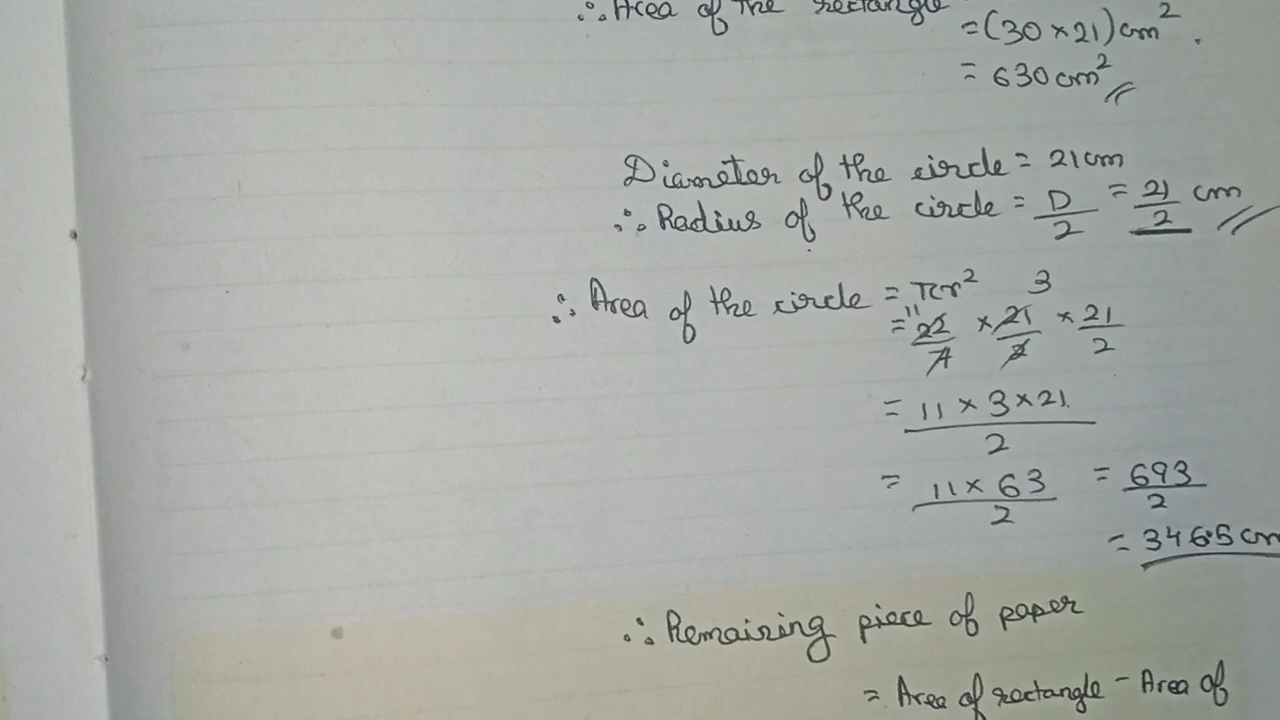 ∴ Area of the rectangle
= (30 × 21) cm².
= 630 cm²
Diameter of the circle = 21 cm
∴ Radius of the circle = D/2 = 21/2 cm
∴ Area of the circle = πr²
11 3
= 22/7 × 21/2 × 21/2
= 11 × 3 × 21/2
= 11 × 63/2 = 693/2
= 346.5 cm
∴ Remaining piece of paper
= Area of rectangle - Area of